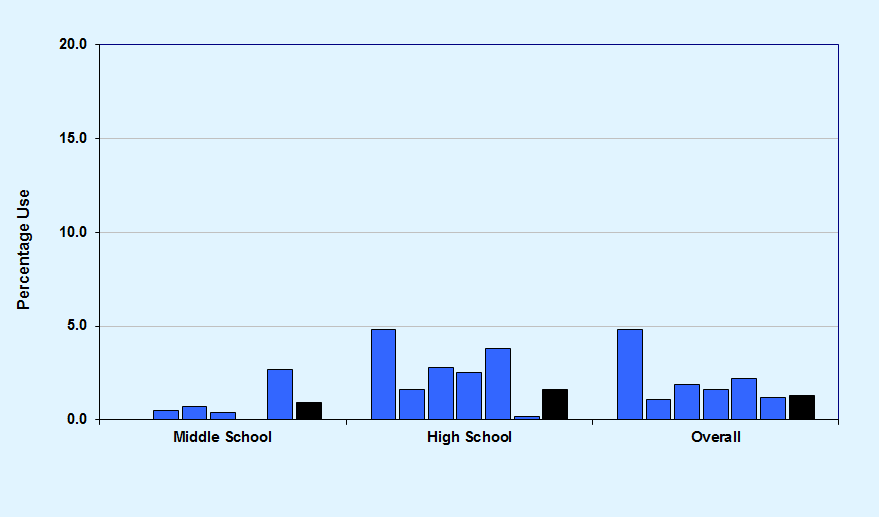 20.0
15.0
10.0
5.0
0.0
Percentage Use
Middle School
High School
Overall